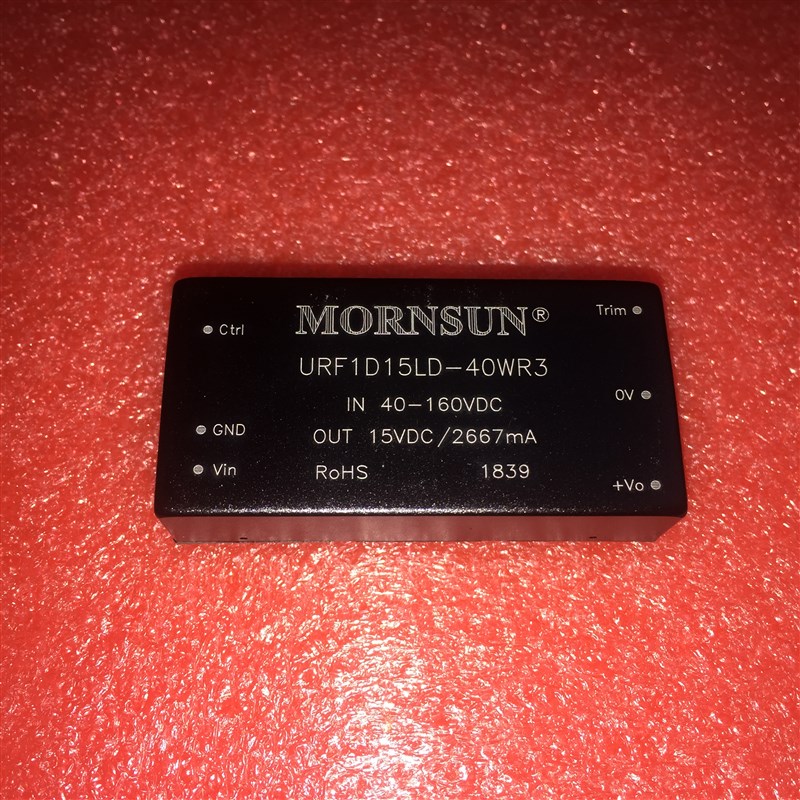 MORNSUN®
URF1D15LD-40WR3
IN 40-160VDC
OUT 15VDC/2667mA
RoHS 1839
Ctrl
GND
Vin
Trim
0V
+Vo